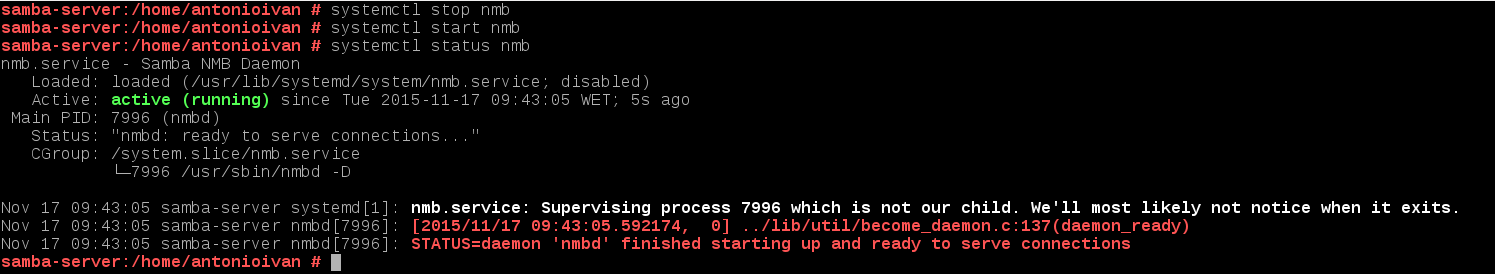 samba-server:/home/antonioivan # systemctl stop nmb
samba-server:/home/antonioivan # systemctl start nmb
samba-server:/home/antonioivan # systemctl status nmb
nmb.service - Samba NMB Daemon
   Loaded: loaded (/usr/lib/systemd/system/nmb.service; disabled)
   Active: active (running) since Tue 2015-11-17 09:43:05 WET; 5s ago
 Main PID: 7996 (nmbd)
   Status: "nmbd: ready to serve connections..."
   CGroup: /system.slice/nmb.service
           └─7996 /usr/sbin/nmbd -D

Nov 17 09:43:05 samba-server systemd[1]: nmb.service: Supervising process 7996 which is not our child. We'll most likely not notice when it exits.
Nov 17 09:43:05 samba-server nmbd[7996]: [2015/11/17 09:43:05.592174,  0] ../lib/util/become_daemon.c:137(daemon_ready)
Nov 17 09:43:05 samba-server nmbd[7996]: STATUS=daemon 'nmbd' finished starting up and ready to serve connections
samba-server:/home/antonioivan #